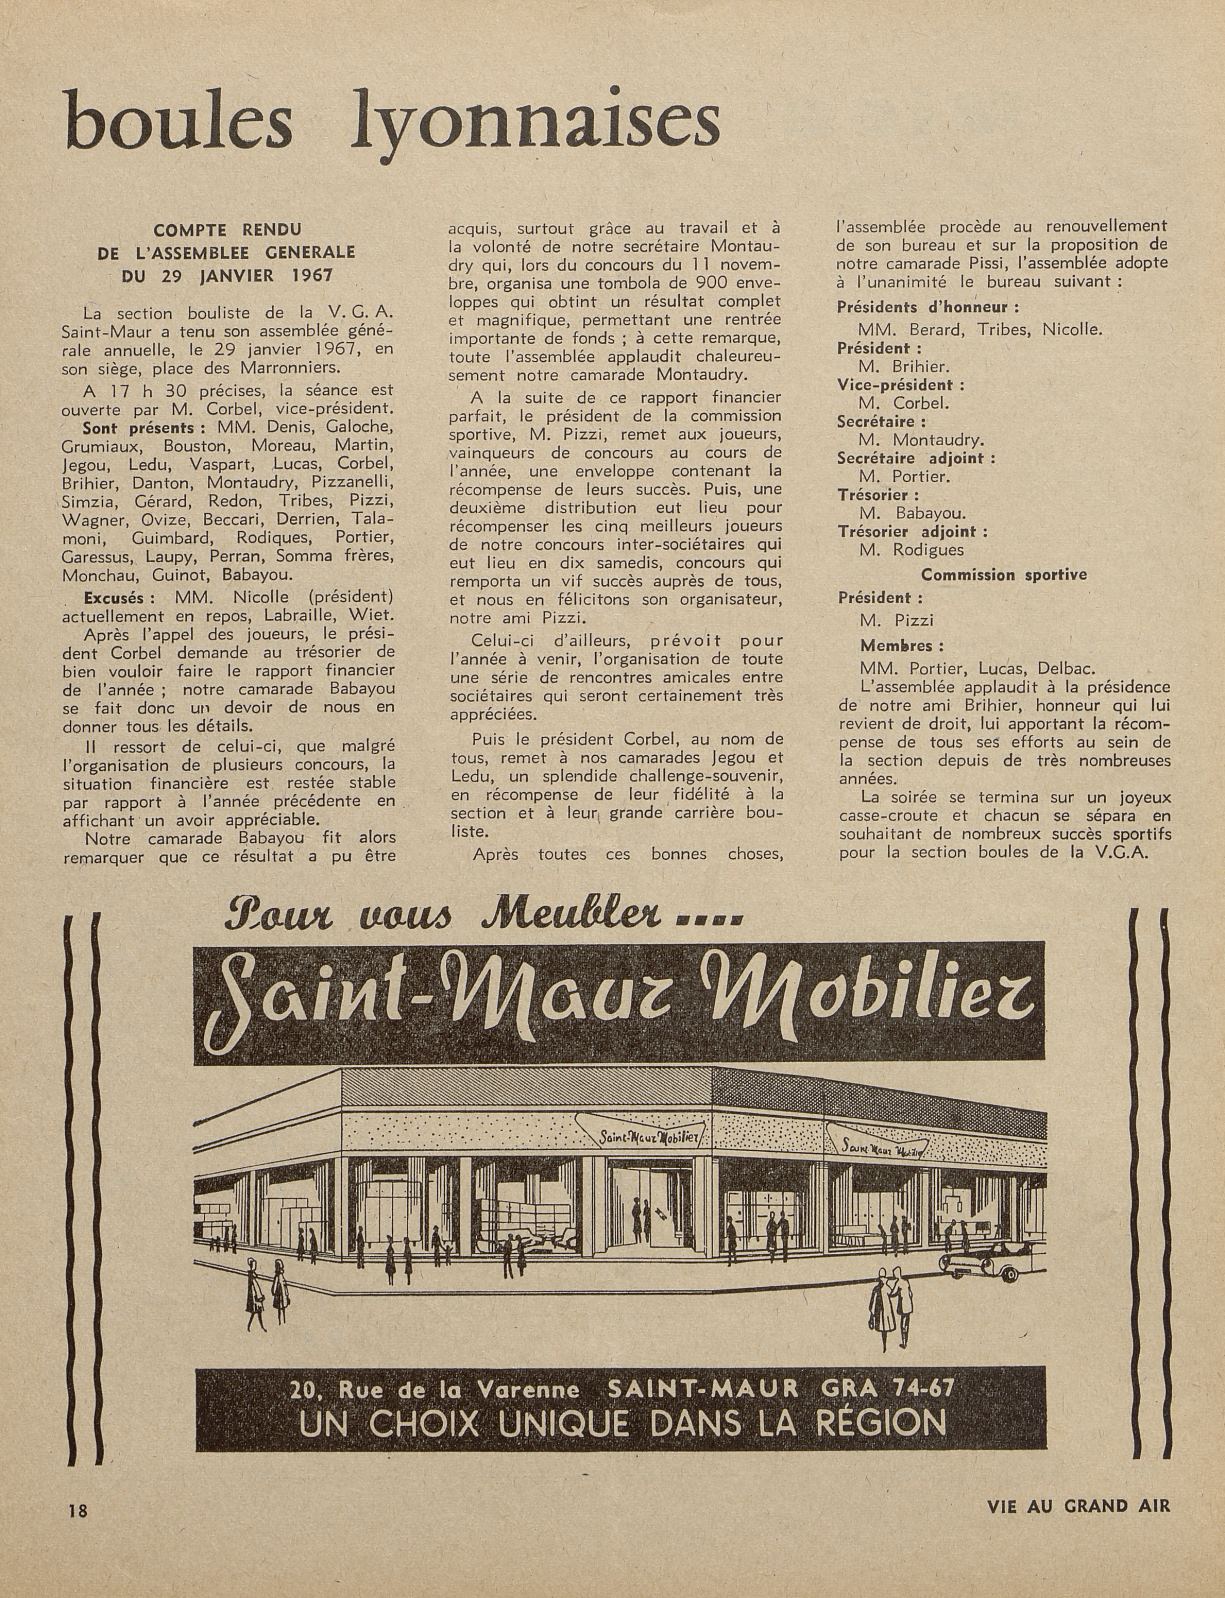 boules lyonnaises
COMPTE RENDU
DE L'ASSEMBLEE GENERALE
DU 29 JANVIER 1967
La section bouliste de la V. G. A.
Saint-Maur a tenu son assemblée géné-
rale annuelle, le 29 janvier 1967, en
son siège, place des Marronniers.
A 17 h 30 précises, la séance est
ouverte par M. Corbel, vice-président.
Sont présents : MM. Denis, Galoche,
Grumiaux, Bouston, Moreau, Martin,
Jegou, Ledu, Vaspart, Lucas, Corbel,
Brihier, Danton, Montaudry, Pizzanelli,
Simzia, Gérard, Redon, Tribes, Pizzi,
Wagner, Ovize, Beccari, Derrien, Tala-
moni, Guimbard, Rodiques, Portier,
Garessus, Laupy, Perran, Somma frères,
Monchau, Guinot, Babayou.
Excusés : MM. Nicolle (président)
actuellement en repos, Labraille, Wiet.
Après l'appel des joueurs, le prési-
dent Corbel demande au trésorier de
bien vouloir faire le rapport financier
de l'année ; notre camarade Babayou
se fait donc un devoir de nous en
donner tous les détails.
Il ressort de celui-ci, que malgré
l'organisation de plusieurs concours, la
situation financière est restée stable
par rapport à l'année précédente en
affichant un avoir appréciable.
Notre camarade Babayou fit alors
remarquer que ce résultat a pu être
acquis, surtout grâce au travail et à
la volonté de notre secrétaire Montau-
dry qui, lors du concours du 11 novem-
bre, organisa une tombola de 900 enve-
loppes qui obtint un résultat complet
et magnifique, permettant une rentrée
importante de fonds ; à cette remarque,
toute l'assemblée applaudit chaleureu-
sement notre camarade Montaudry.
A la suite de ce rapport financier
parfait, le président de la commission
sportive, M. Pizzi, remet aux joueurs,
vainqueurs de concours au cours de
l'année, une enveloppe contenant la
récompense de leurs succès. Puis, une
deuxième distribution eut lieu pour
récompenser les cinq meilleurs joueurs
de notre concours inter-sociétaires qui
eut lieu en dix samedis, concours qui
remporta un vif succès auprès de tous,
et nous en félicitons son organisateur,
notre ami Pizzi.
Celui-ci d'ailleurs, prévoit pour
l'année à venir, l'organisation de toute
une série de rencontres amicales entre
sociétaires qui seront certainement très
appréciées.
Puis le président Corbel, au nom de
tous, remet à nos camarades Jegou et
Ledu, un splendide challenge-souvenir,
en récompense de leur fidélité à la
section et à leur grande carrière bou-
liste.
Après toutes ces bonnes choses,
l'assemblée procède au renouvellement
de son bureau et sur la proposition de
notre camarade Pissi, l'assemblée adopte
à l'unanimité le bureau suivant :
Présidents d'honneur :
MM. Berard, Tribes, Nicolle.
Président :
M. Brihier.
Vice-président :
M. Corbel.
Secrétaire :
M. Montaudry.
Secrétaire adjoint :
M. Portier.
Trésorier :
M. Babayou.
Trésorier adjoint :
M. Rodigues
Commission sportive
Président :
M. Pizzi
Membres :
MM. Portier, Lucas, Delbac.
L'assemblée applaudit à la présidence
de notre ami Brihier, honneur qui lui
revient de droit, lui apportant la récom-
pense de tous ses efforts au sein de
la section depuis de très nombreuses
années.
La soirée se termina sur un joyeux
casse-croute et chacun se sépara en
souhaitant de nombreux succès sportifs
pour la section boules de la V.G.A.
Pour vous Meubler ....
Saint-Maur Mobilier
Saint-Maur Mobilier
Saint Maur Mobilier
20, Rue de la Varenne SAINT-MAUR GRA 74-67
UN CHOIX UNIQUE DANS LA RÉGION
18
VIE AU GRAND AIR